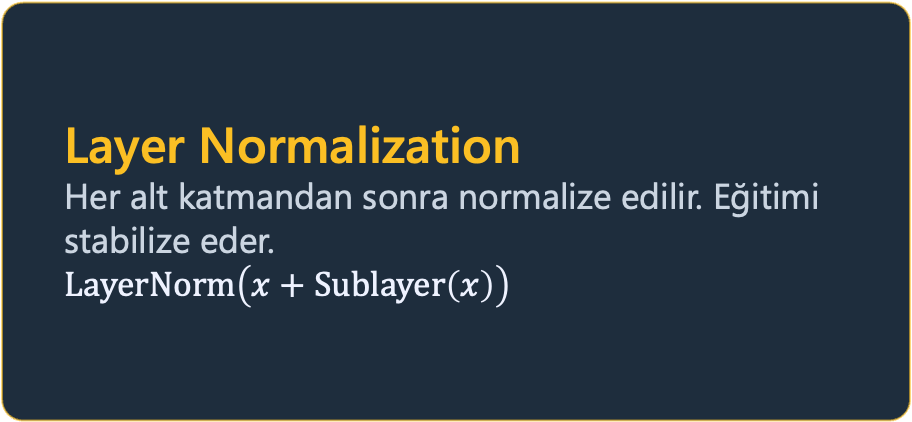 Layer Normalization
Her alt katmandan sonra normalize edilir. Eğitimi
stabilize eder.
LayerNorm(x + Sublayer(x))